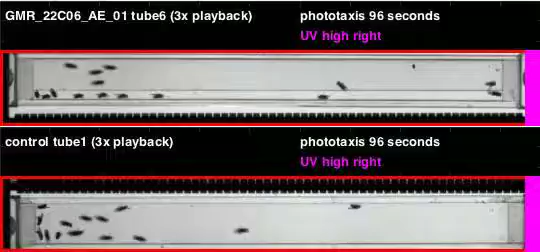 GMR_22C06_AE_01 tube6 (3x playback) phototaxis 96 seconds
UV high right
control tube1 (3x playback) phototaxis 96 seconds
UV high right